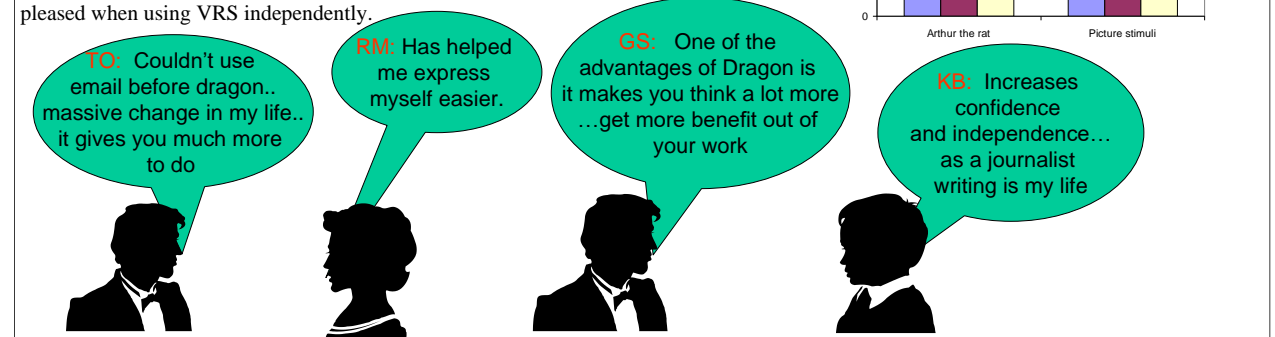 pleased when using VRS independently.
0
Arthur the rat
Picture stimuli
TO: Couldn't use
email before dragon..
massive change in my life..
it gives you much more
to do
RM: Has helped
me express
myself easier.
GS: One of the
advantages of Dragon is
it makes you think a lot more
…get more benefit out of
your work
KB: Increases
confidence
and independence…
as a journalist
writing is my life